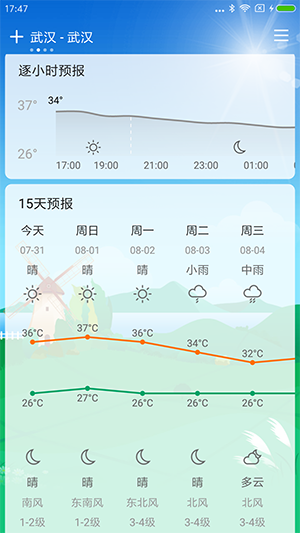 17:47
武汉 - 武汉
逐小时预报
37°
34°
26°
17:00 19:00 21:00 23:00 01:00
15天预报
今天 周日 周一 周二 周三
07-31 08-01 08-02 08-03 08-04
晴 晴 晴 小雨 中雨
36°C 37°C 36°C 34°C 32°C
26°C 27°C 26°C 26°C 26°C
晴 晴 晴 晴 多云
南风 东南风 东北风 北风 北风
1-2级 1-2级 3-4级 3-4级 3-4级